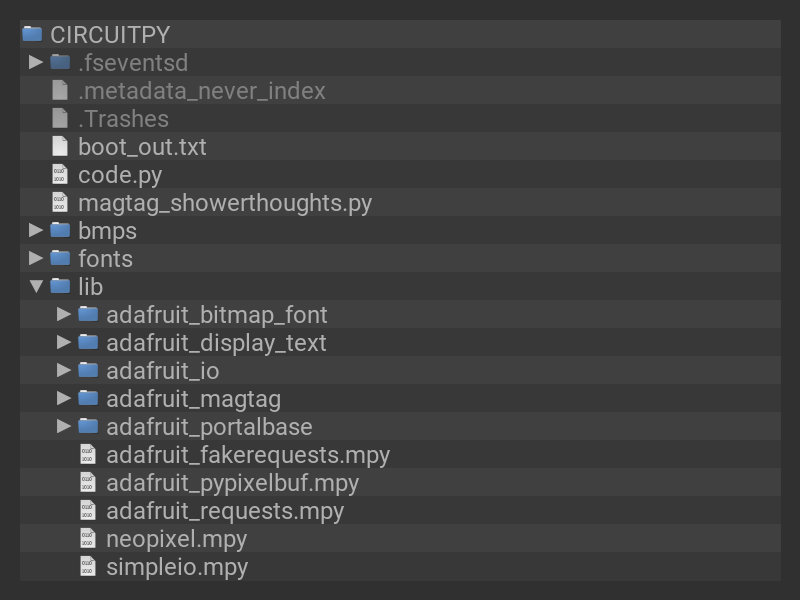 CIRCUITPY
.fseventsd
.metadata_never_index
.Trashes
boot_out.txt
code.py
magtag_showerthoughts.py
bmps
fonts
lib
adafruit_bitmap_font
adafruit_display_text
adafruit_io
adafruit_magtag
adafruit_portalbase
adafruit_fakerequests.mpy
adafruit_pypixelbuf.mpy
adafruit_requests.mpy
neopixel.mpy
simpleio.mpy